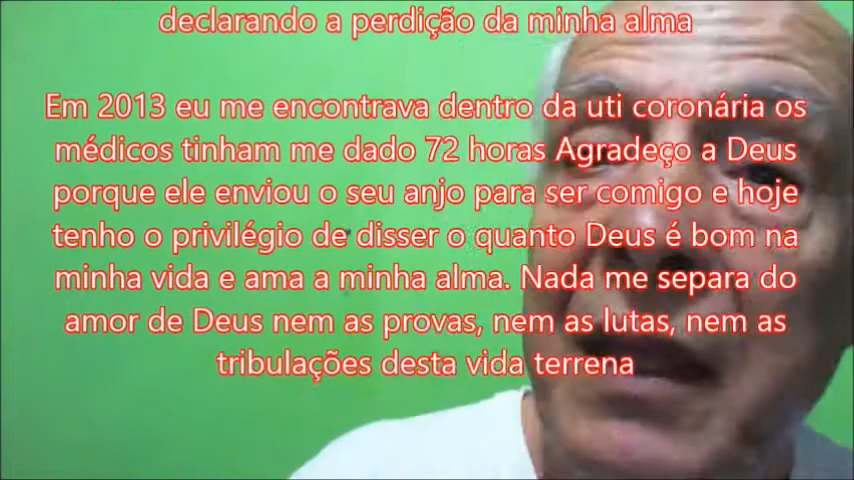 declarando a perdição da minha alma
Em 2013 eu me encontrava dentro da uti coronária os
médicos tinham me dado 72 horas Agradeço a Deus
porque ele enviou o seu anjo para ser comigo e hoje
tenho o privilégio de disser o quanto Deus é bom na
minha vida e ama a minha alma. Nada me separa do
amor de Deus nem as provas, nem as lutas, nem as
tribulações desta vida terrena